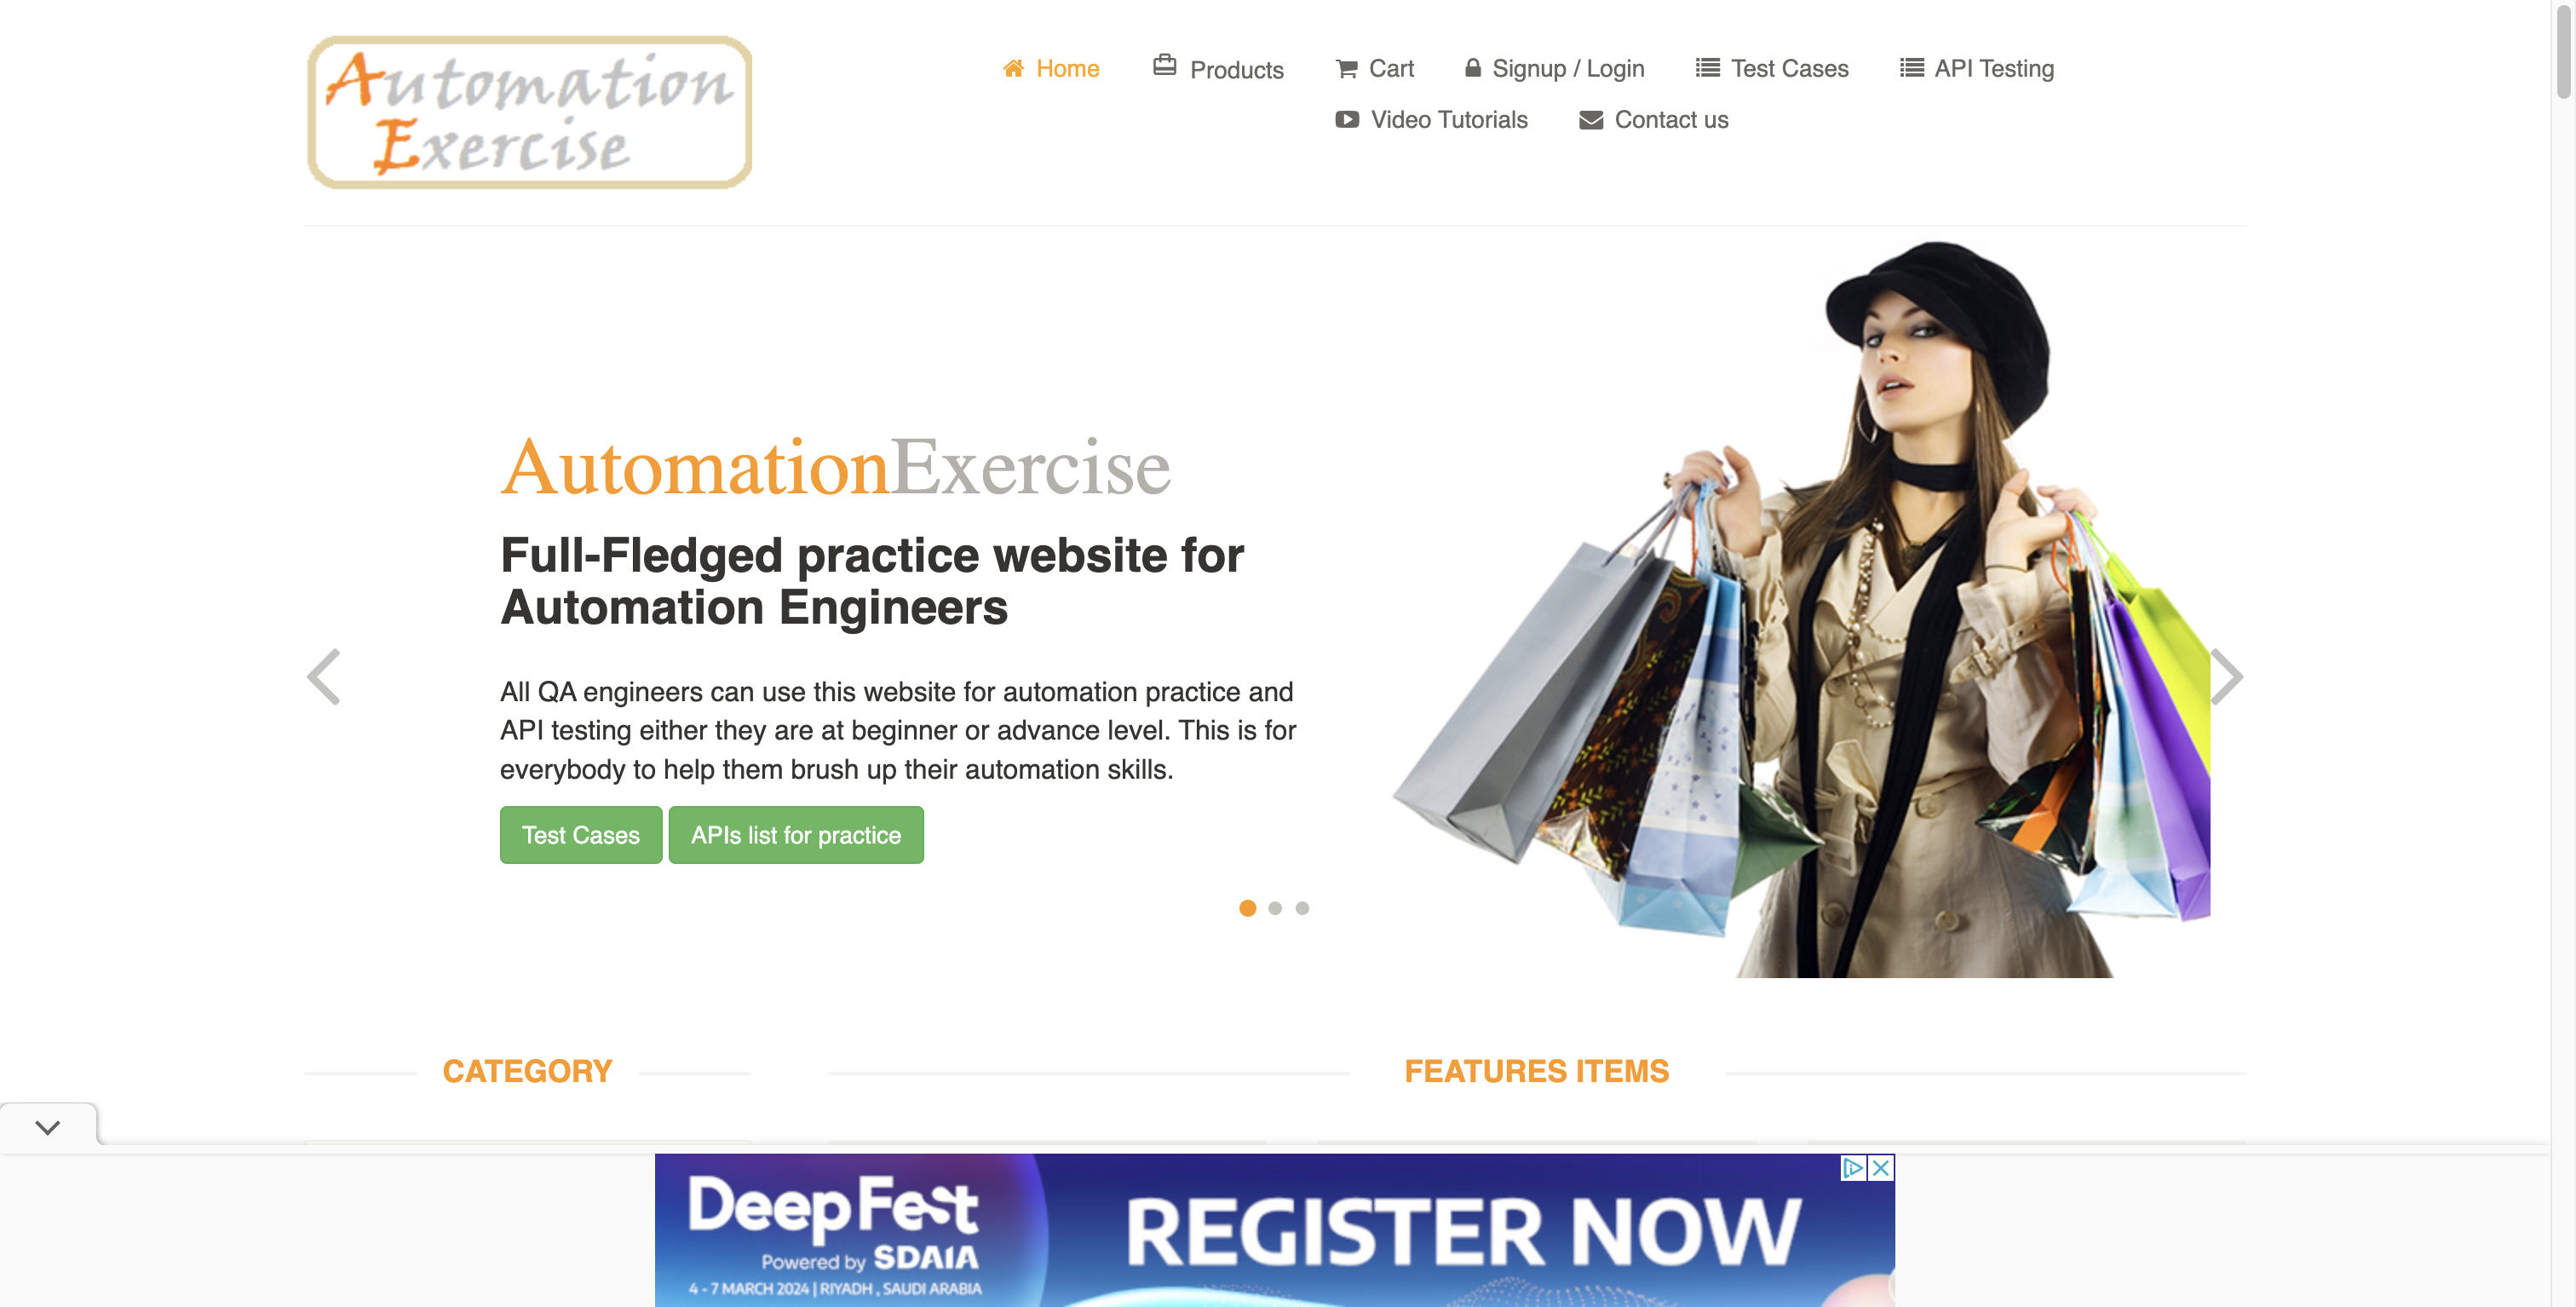 Automation
Exercise
Home
Products
Cart
Signup / Login
Test Cases
API Testing
Video Tutorials
Contact us
AutomationExercise
Full-Fledged practice website for
Automation Engineers
All QA engineers can use this website for automation practice and
API testing either they are at beginner or advance level. This is for
everybody to help them brush up their automation skills.
Test Cases
APIs list for practice
CATEGORY
FEATURES ITEMS
DeepFest
Powered by SDAIA
4 - 7 MARCH 2024 | RIYADH , SAUDI ARABIA
REGISTER NOW